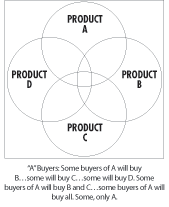 PRODUCT
A
PRODUCT
D
PRODUCT
B
PRODUCT
C
"A" Buyers: Some buyers of A will buy
B...some will buy C...some will buy D. Some
buyers of A will buy B and C...some buyers of A will
buy all. Some, only A.